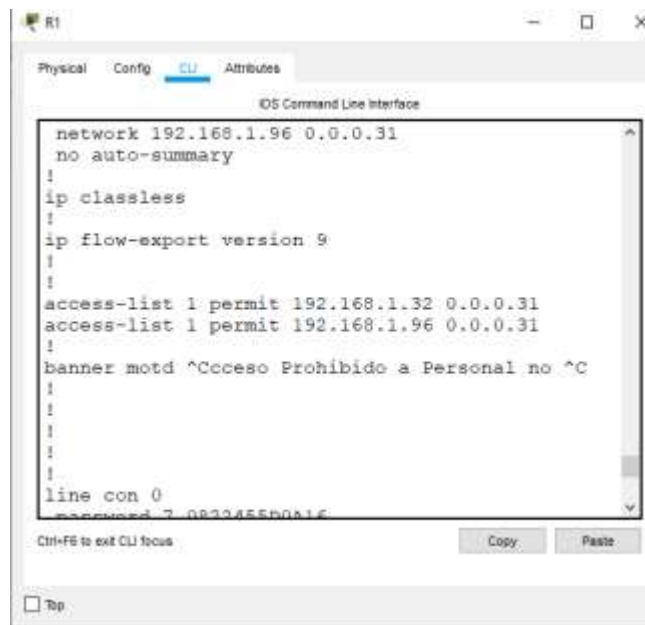 R1
Physical Config CLI Attributes
IOS Command Line Interface
network 192.168.1.96 0.0.0.31
no auto-summary
!
ip classless
!
ip flow-export version 9
!
!
access-list 1 permit 192.168.1.32 0.0.0.31
access-list 1 permit 192.168.1.96 0.0.0.31
!
banner motd ^Ccceso Prohibido a Personal no ^C
!
!
!
!
!
line con 0
password 7 0822455D0A16
Ctrl+F6 to exit CLI focus
Copy Paste
Top